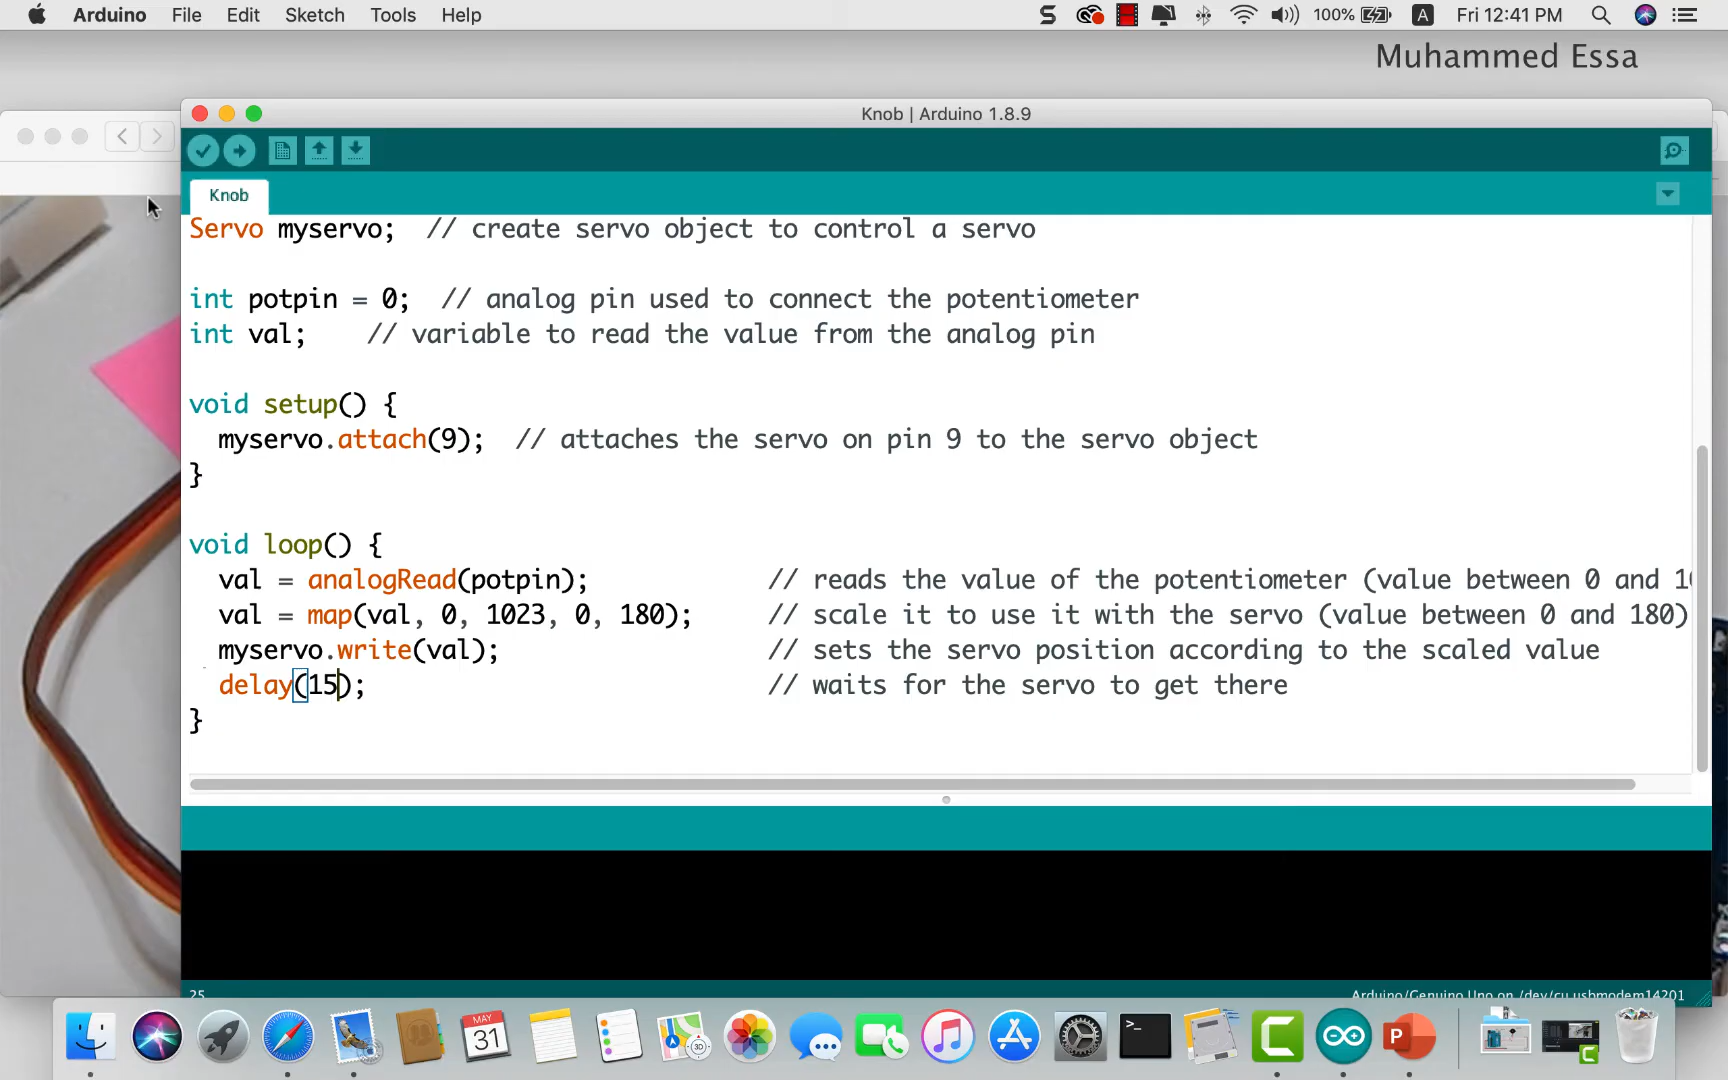 Arduino File Edit Sketch Tools Help 100% A Fri 12:41 PM
Muhammed Essa
Knob | Arduino 1.8.9
Knob
Servo myservo;  // create servo object to control a servo
int potpin = 0;  // analog pin used to connect the potentiometer
int val;    // variable to read the value from the analog pin
void setup() {
myservo.attach(9);  // attaches the servo on pin 9 to the servo object
}
void loop() {
val = analogRead(potpin);            // reads the value of the potentiometer (value between 0 and 10
val = map(val, 0, 1023, 0, 180);     // scale it to use it with the servo (value between 0 and 180)
myservo.write(val);                  // sets the servo position according to the scaled value
delay(15);                           // waits for the servo to get there
}
25 Arduino/Genuino Uno on /dev/cu.usbmodem14201
MAY
31
3D
>_
P
C